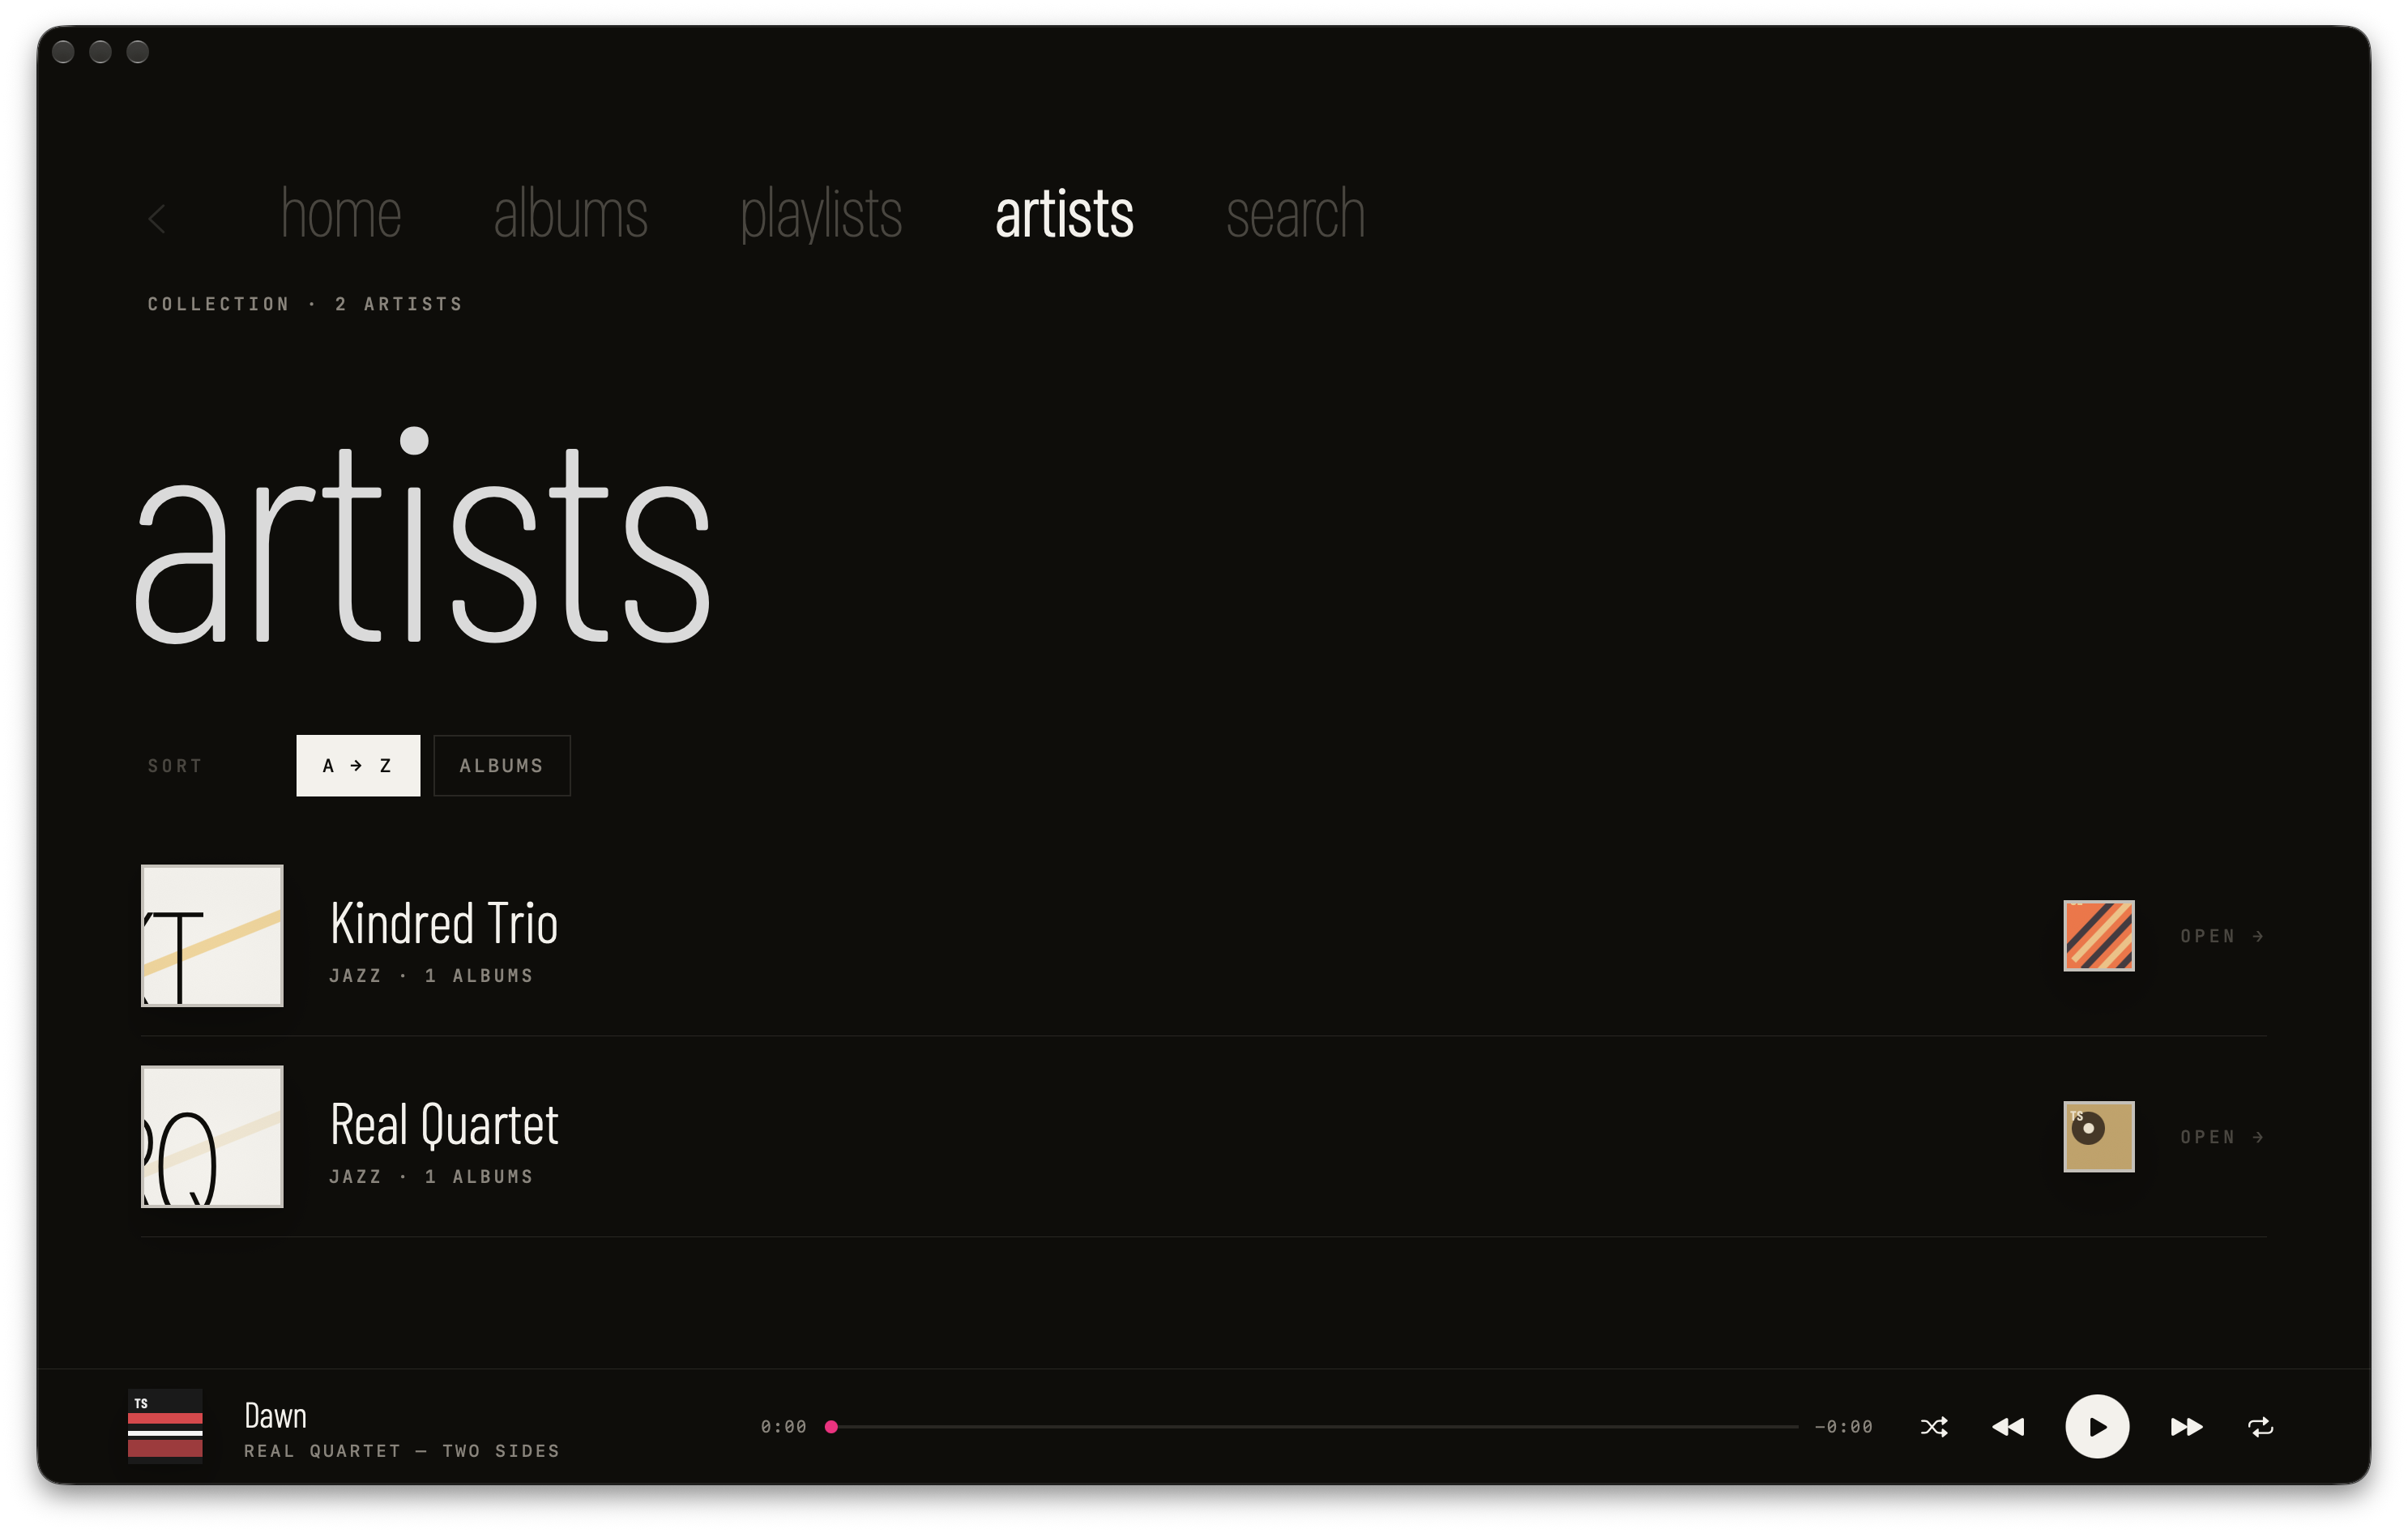 home albums playlists artists search
COLLECTION · 2 ARTISTS
artists
SORT A → Z ALBUMS
T
Kindred Trio
JAZZ · 1 ALBUMS
OPEN →
Q
Real Quartet
JAZZ · 1 ALBUMS
TS
OPEN →
TS
Dawn
REAL QUARTET — TWO SIDES
0:00
−0:00